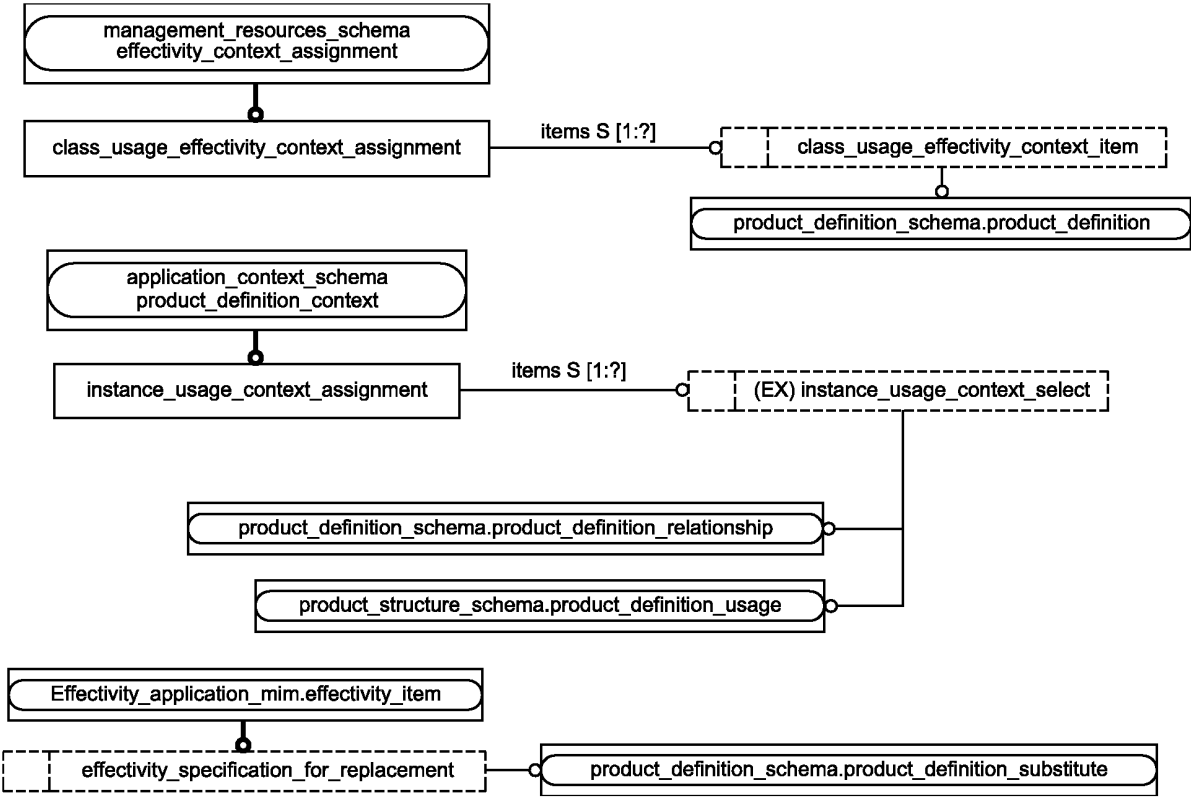 management_resources_schema
effectivity_context_assignment
class_usage_effectivity_context_assignment
items S [1:?]
class_usage_effectivity_context_item
product_definition_schema.product_definition
application_context_schema
product_definition_context
instance_usage_context_assignment
items S [1:?]
(EX) instance_usage_context_select
product_definition_schema.product_definition_relationship
product_structure_schema.product_definition_usage
Effectivity_application_mim.effectivity_item
effectivity_specification_for_replacement
product_definition_schema.product_definition_substitute